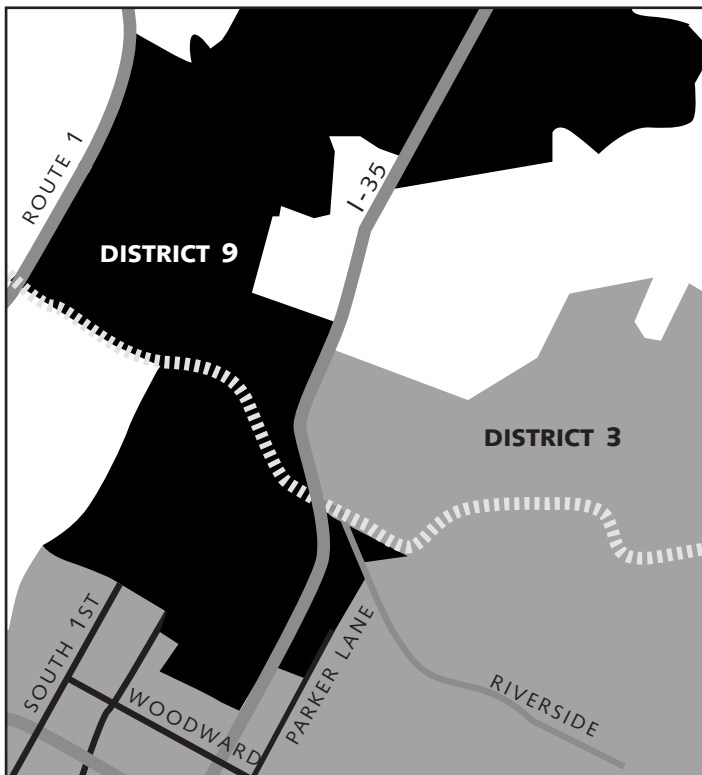 ROUTE 1
I-35
DISTRICT 9
DISTRICT 3
SOUTH 1ST
WOODWARD
PARKER LANE
RIVERSIDE